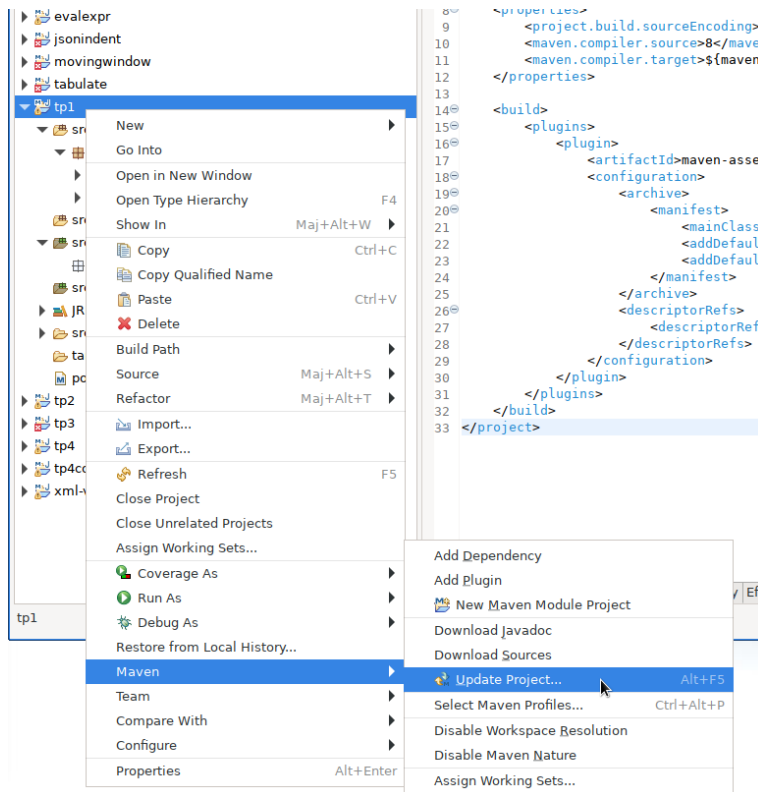 evalexpr
jsonindent
movingwindow
tabulate
tp1
tp2
tp3
tp4
tp1
New
Go Into
Open in New Window
Open Type Hierarchy F4
Show In Maj+Alt+W
Copy Ctrl+C
Copy Qualified Name
Paste Ctrl+V
Delete
Build Path
Source Maj+Alt+S
Refactor Maj+Alt+T
Import...
Export...
Refresh F5
Close Project
Close Unrelated Projects
Assign Working Sets...
Coverage As
Run As
Debug As
Restore from Local History...
Maven
Team
Compare With
Configure
Properties Alt+Enter
Add Dependency
Add Plugin
New Maven Module Project
Download Javadoc
Download Sources
Update Project... Alt+F5
Select Maven Profiles... Ctrl+Alt+P
Disable Workspace Resolution
Disable Maven Nature
Assign Working Sets...
8 <properties>
9 <project.build.sourceEncoding>
10 <maven.compiler.source>8</mave
11 <maven.compiler.target>${maven
12 </properties>
13
14 <build>
15 <plugins>
16 <plugin>
17 <artifactId>maven-asse
18 <configuration>
19 <archive>
20 <manifest>
21 <mainClass
22 <addDefaul
23 <addDefaul
24 </manifest>
25 </archive>
26 <descriptorRefs>
27 <descriptorRef
28 </descriptorRefs>
29 </configuration>
30 </plugin>
31 </plugins>
32 </build>
33 </project>